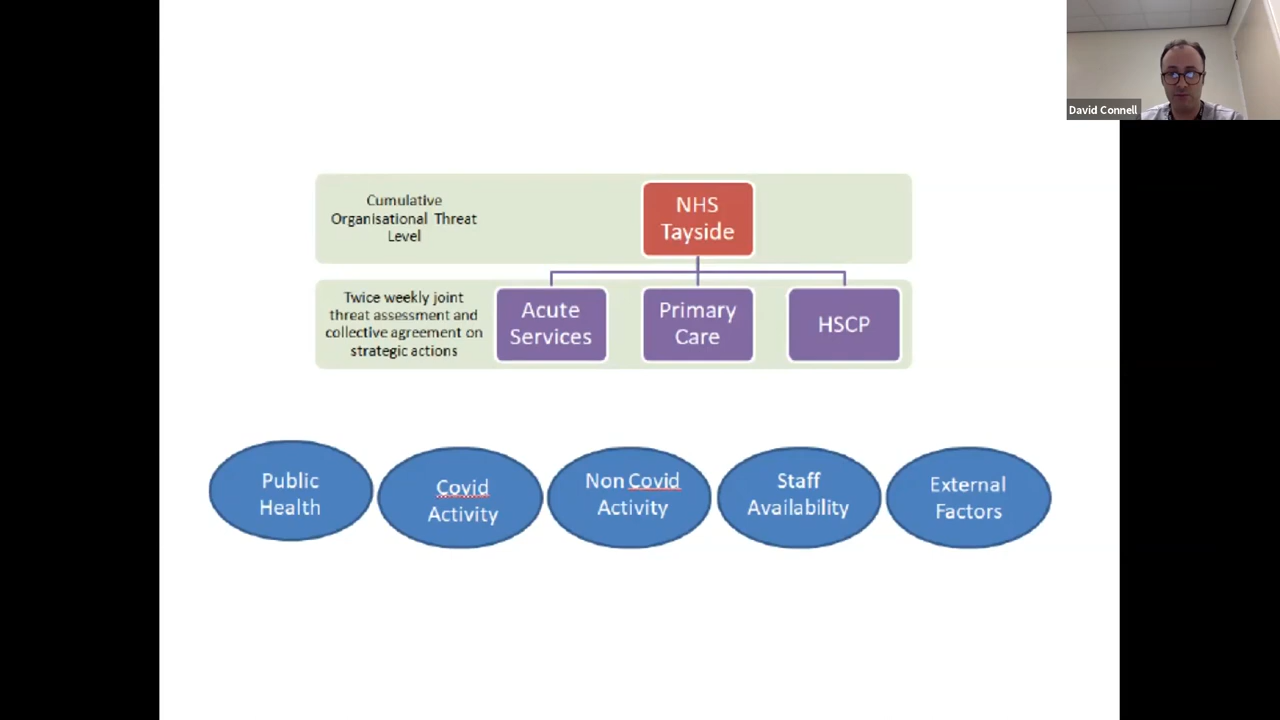 David Connell
Cumulative
Organisational Threat
Level
NHS
Tayside
Twice weekly joint
threat assessment and
collective agreement on
strategic actions
Acute
Services
Primary
Care
HSCP
Public
Health
Covid
Activity
Non Covid
Activity
Staff
Availability
External
Factors